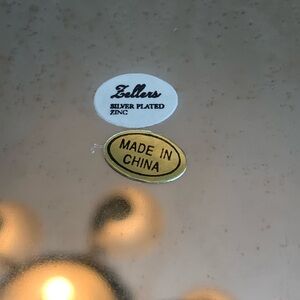 Zellers
SILVER PLATED
ZINC
MADE IN
CHINA